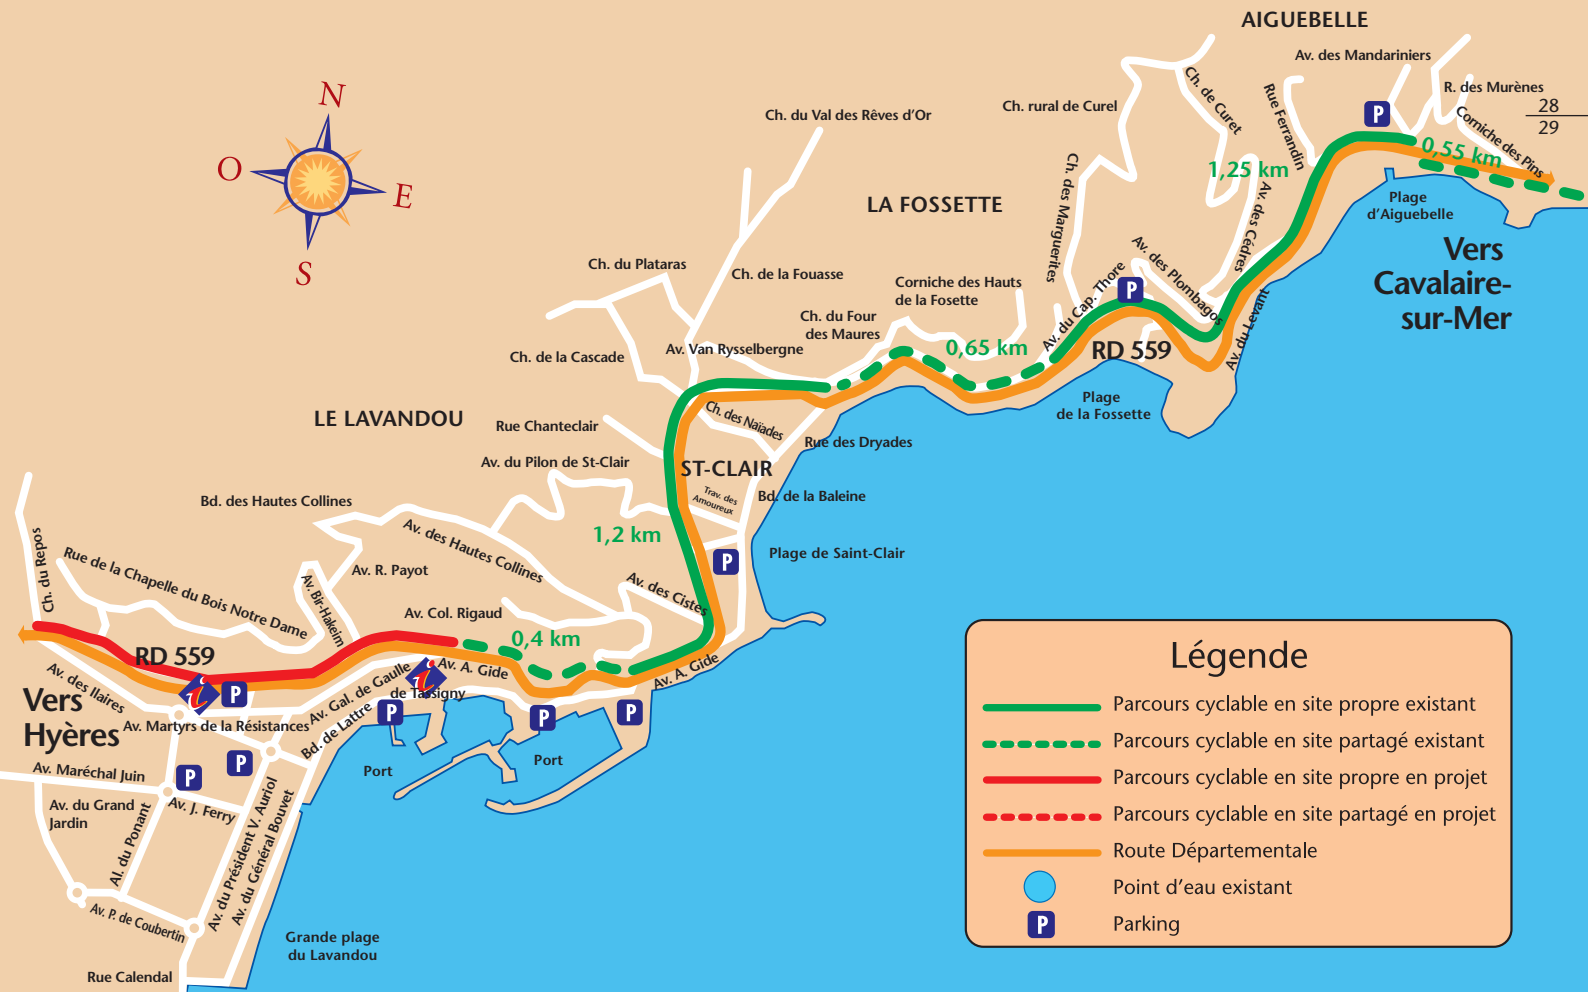 AIGUEBELLE
Av. des Mandariniers
R. des Murènes
28
29
Corniche des Pins
0,55 km
Ch. de Curet
Rue Ferrandin
Ch. rural de Curel
Ch. du Val des Rêves d'Or
N
O
E
S
1,25 km
Ch. des Marguerites
Av. des Cèdres
LA FOSSETTE
Plage
d'Aiguebelle
Vers
Cavalaire-
sur-Mer
Ch. du Plataras
Ch. de la Fouasse
Corniche des Hauts
de la Fosette
Av. des Plombagos
Av. du Cap. Thore
P
Ch. du Four
des Maures
Av. du Levant
Ch. de la Cascade
Av. Van Rysselbergne
0,65 km
RD 559
Plage
de la Fossette
LE LAVANDOU
Rue Chanteclair
Ch. des Naïades
Rue des Dryades
Av. du Pilon de St-Clair
ST-CLAIR
Trav. des
Amoureux
Bd. de la Baleine
Bd. des Hautes Collines
Av. des Hautes Collines
1,2 km
Plage de Saint-Clair
Ch. du Repos
Rue de la Chapelle du Bois Notre Dame
Av. Bir-Hakeim
Av. R. Payot
Av. des Cistes
Av. Col. Rigaud
0,4 km
RD 559
Av. A. Gide
Av. A. Gide
Av. des Ilaires
Vers
Hyères
Av. Gal. de Gaulle
Bd. de Lattre
de Tassigny
Av. Martyrs de la Résistances
P
P
P
P
P
P
P
P
i
i
Port
Port
Av. Maréchal Juin
Av. du Grand
Jardin
Av. J. Ferry
Al. du Ponant
Av. du Président V. Auriol
Av. du Général Bouvet
Av. P. de Coubertin
Rue Calendal
Grande plage
du Lavandou
P
Légende
Parcours cyclable en site propre existant
Parcours cyclable en site partagé existant
Parcours cyclable en site propre en projet
Parcours cyclable en site partagé en projet
Route Départementale
Point d'eau existant
P
Parking